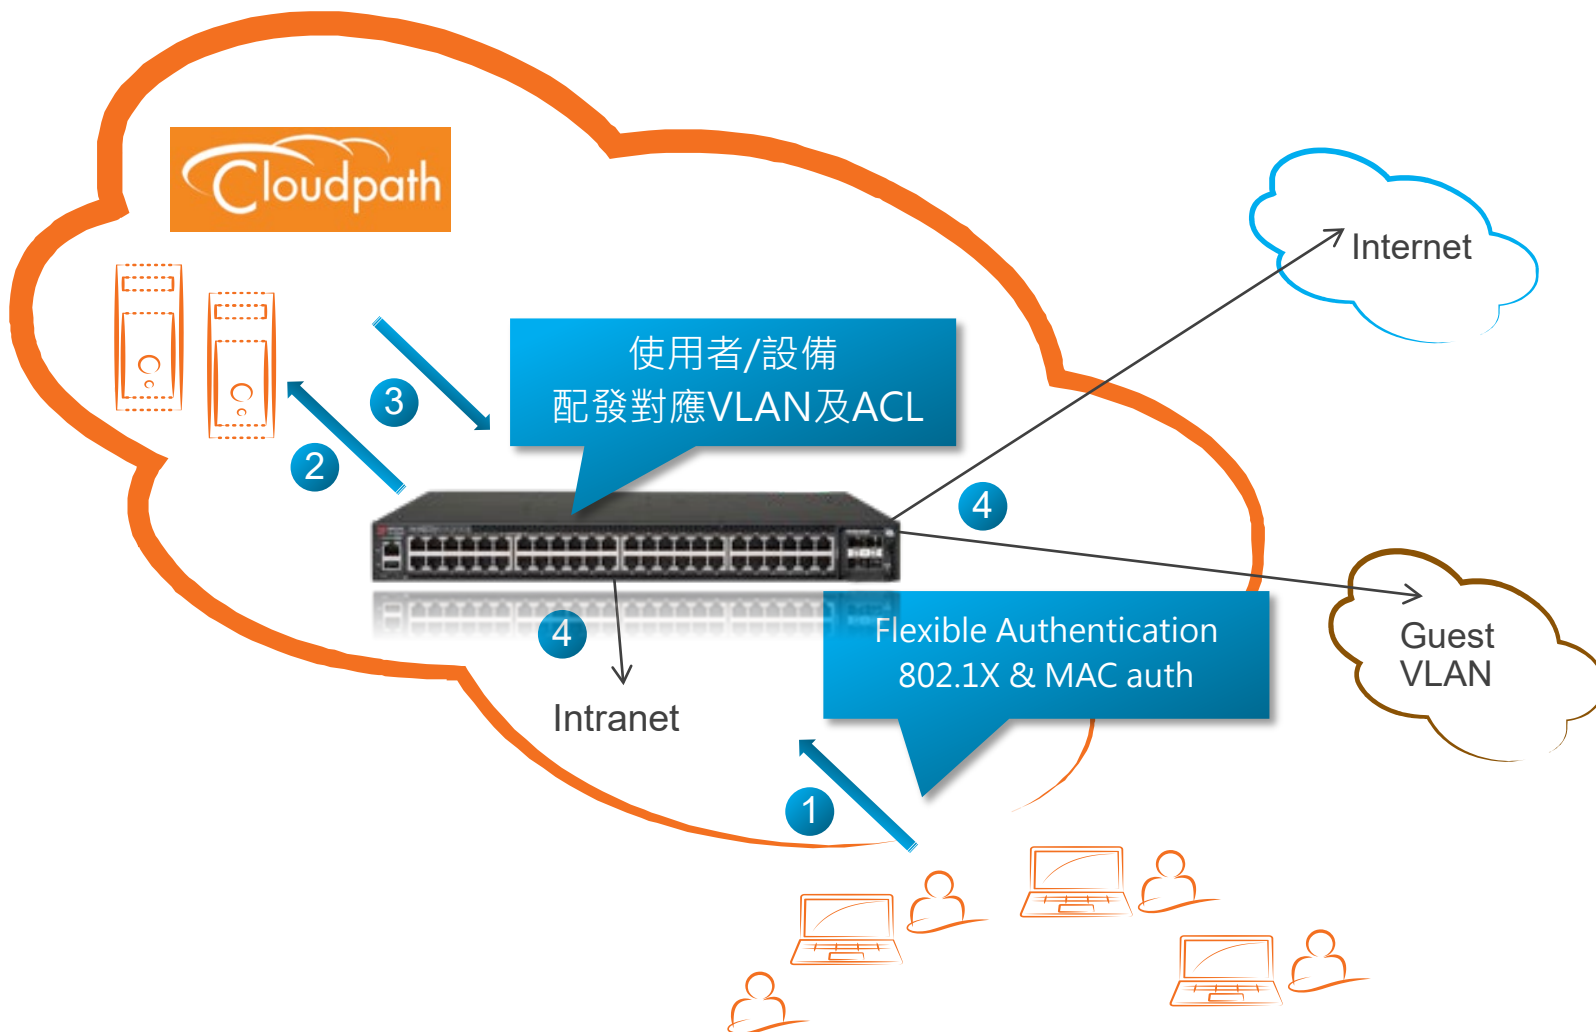 Cloudpath
Internet
使用者/設備
配發對應VLAN及ACL
3
2
4
Flexible Authentication
802.1X & MAC auth
Guest
VLAN
4
Intranet
1